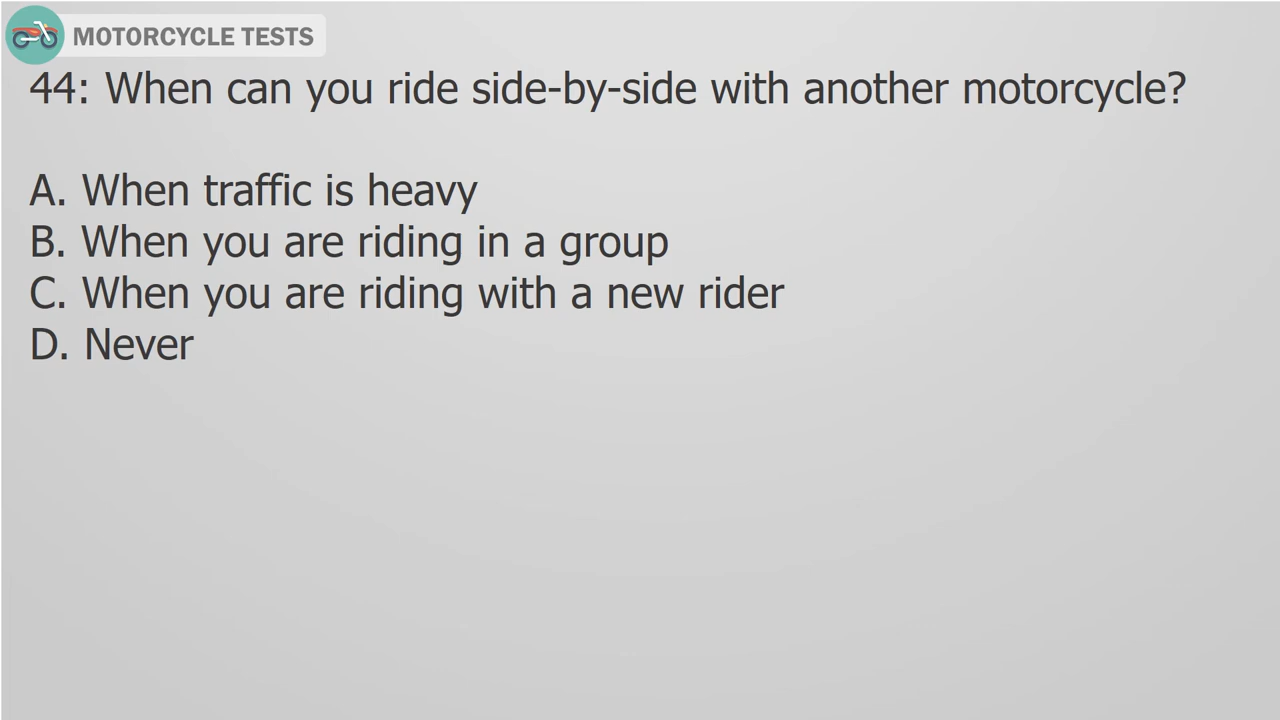 MOTORCYCLE TESTS
44: When can you ride side-by-side with another motorcycle?
A. When traffic is heavy
B. When you are riding in a group
C. When you are riding with a new rider
D. Never